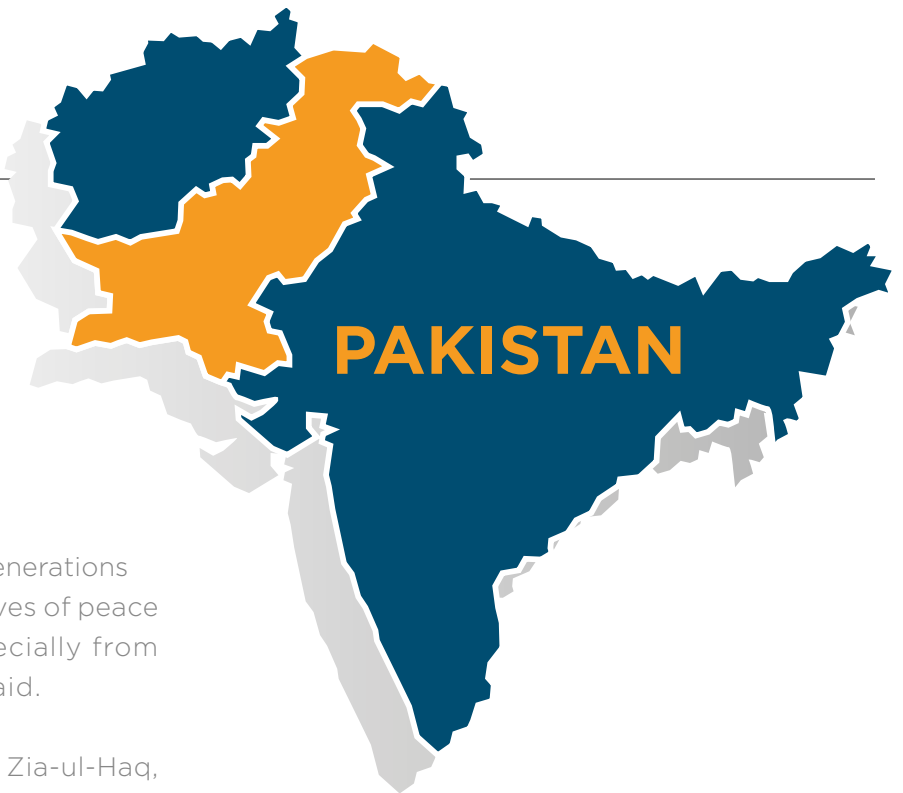 PAKISTAN
enerations
ves of peace
ecially from
aid.
Zia-ul-Haq,